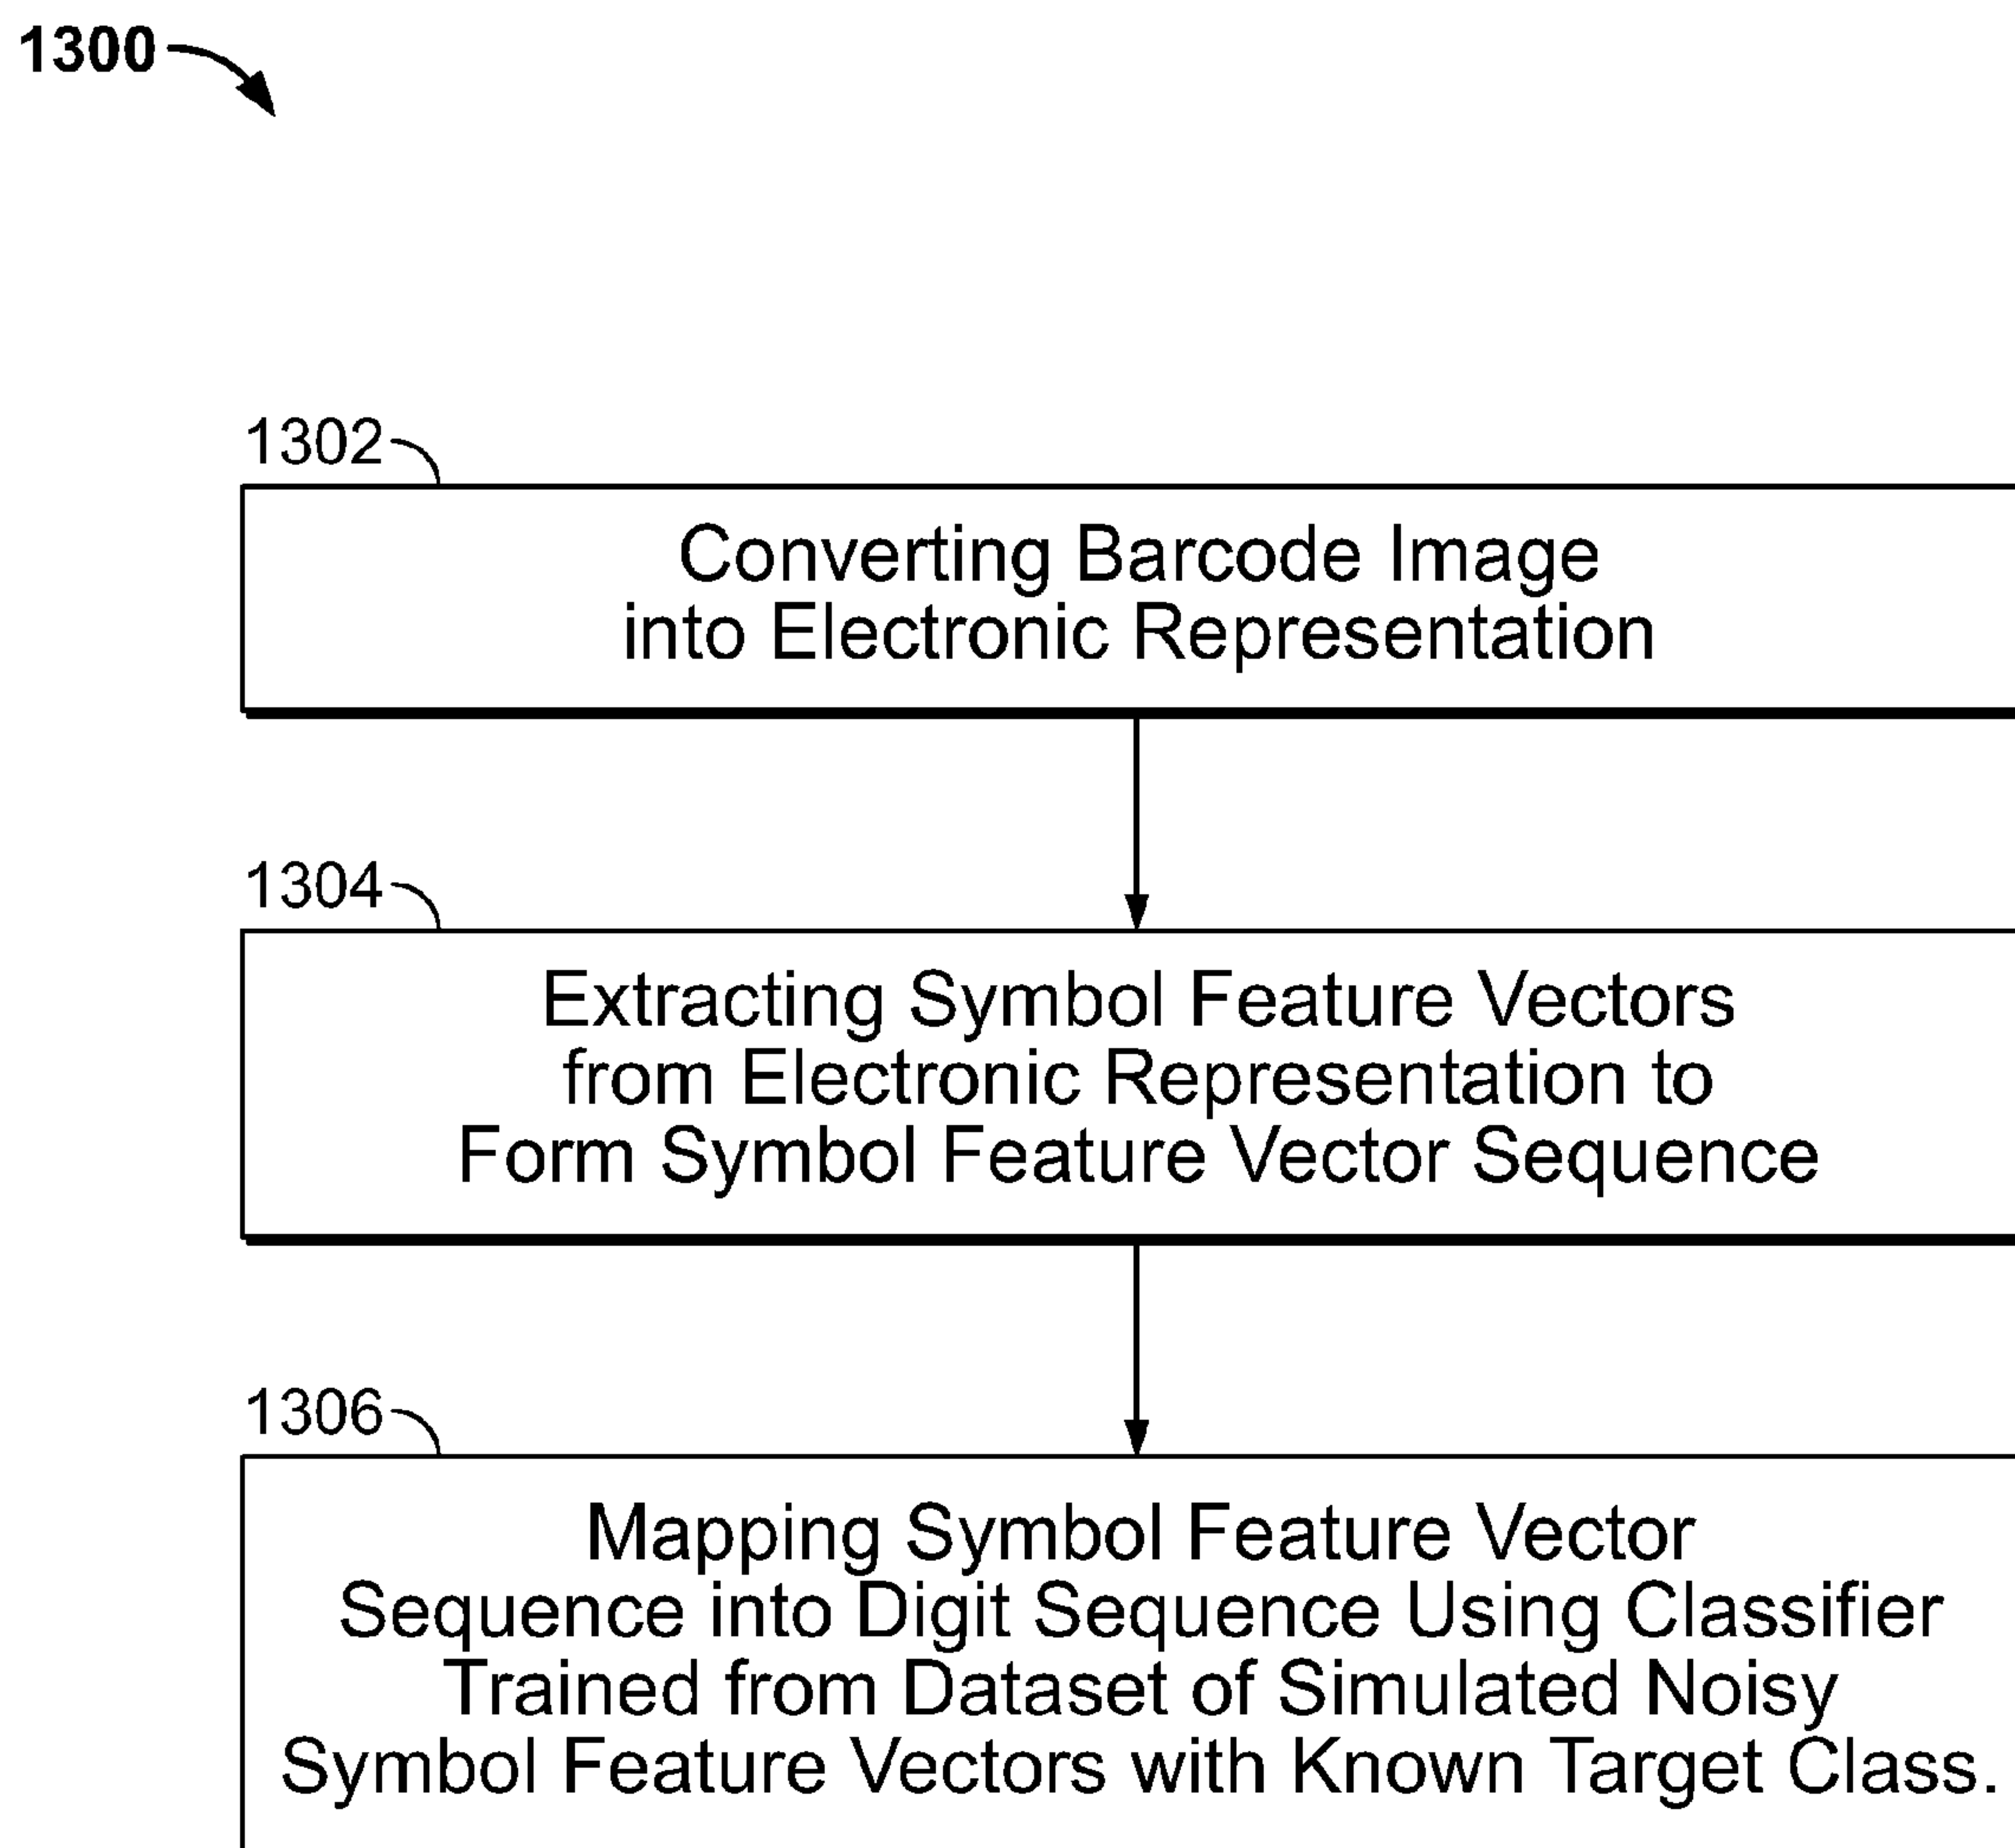 1300
1302
Converting Barcode Image
into Electronic Representation
1304
Extracting Symbol Feature Vectors
from Electronic Representation to
Form Symbol Feature Vector Sequence
1306
Mapping Symbol Feature Vector
Sequence into Digit Sequence Using Classifier
Trained from Dataset of Simulated Noisy
Symbol Feature Vectors with Known Target Class.